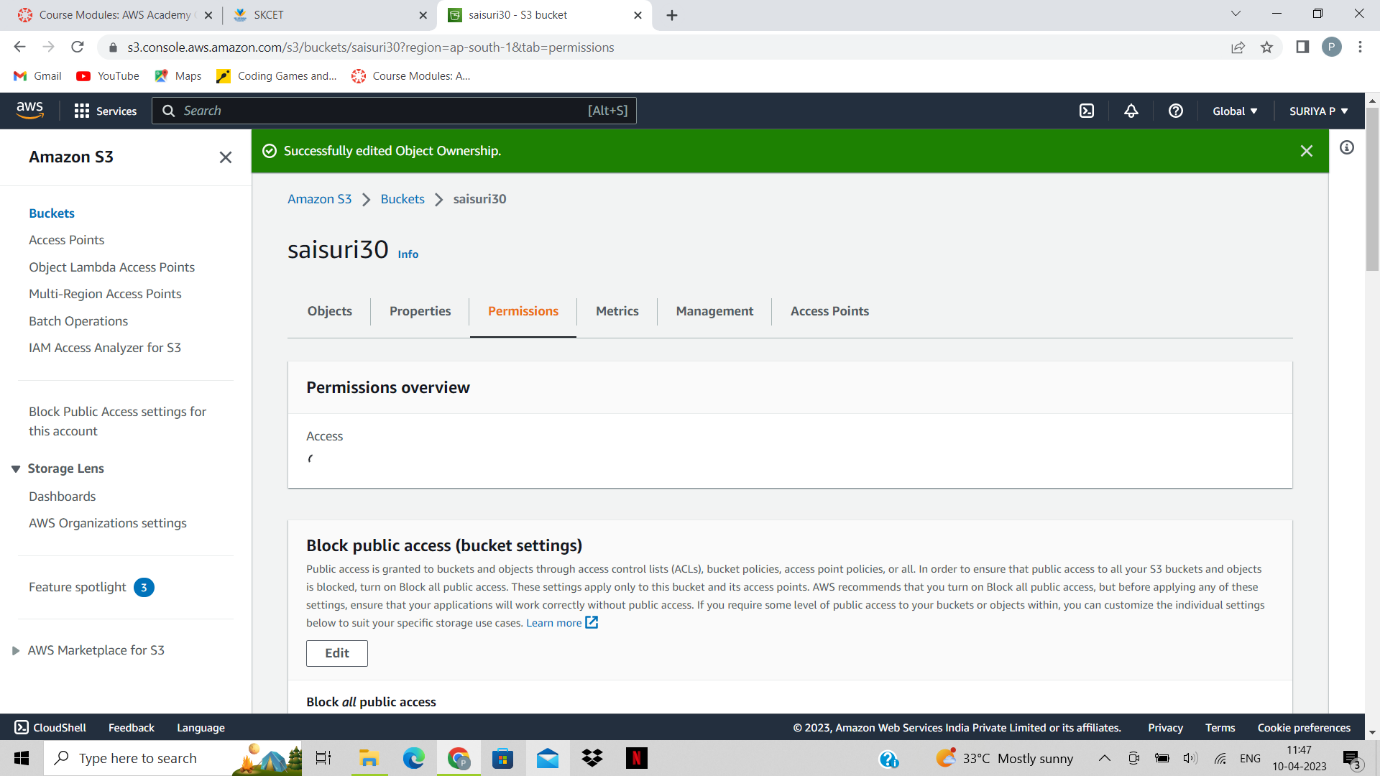 Course Modules: AWS Academy
SKCET
saisuri30 - S3 bucket
s3.console.aws.amazon.com/s3/buckets/saisuri30?region=ap-south-1&tab=permissions
P
Gmail
YouTube
Maps
Coding Games and...
Course Modules: A...
aws
Services
Search
[Alt+S]
Global
SURIYA P
Amazon S3
Successfully edited Object Ownership.
Amazon S3
Buckets
saisuri30
Buckets
Access Points
Object Lambda Access Points
Multi-Region Access Points
Batch Operations
IAM Access Analyzer for S3
Block Public Access settings for
this account
Storage Lens
Dashboards
AWS Organizations settings
Feature spotlight 3
AWS Marketplace for S3
saisuri30 Info
Objects
Properties
Permissions
Metrics
Management
Access Points
Permissions overview
Access
Block public access (bucket settings)
Public access is granted to buckets and objects through access control lists (ACLs), bucket policies, access point policies, or all. In order to ensure that public access to all your S3 buckets and objects
is blocked, turn on Block all public access. These settings apply only to this bucket and its access points. AWS recommends that you turn on Block all public access, but before applying any of these
settings, ensure that your applications will work correctly without public access. If you require some level of public access to your buckets or objects within, you can customize the individual settings
below to suit your specific storage use cases. Learn more
Edit
Block all public access
CloudShell
Feedback
Language
© 2023, Amazon Web Services India Private Limited or its affiliates.
Privacy
Terms
Cookie preferences
Type here to search
N
33°C Mostly sunny
ENG
11:47
10-04-2023
3